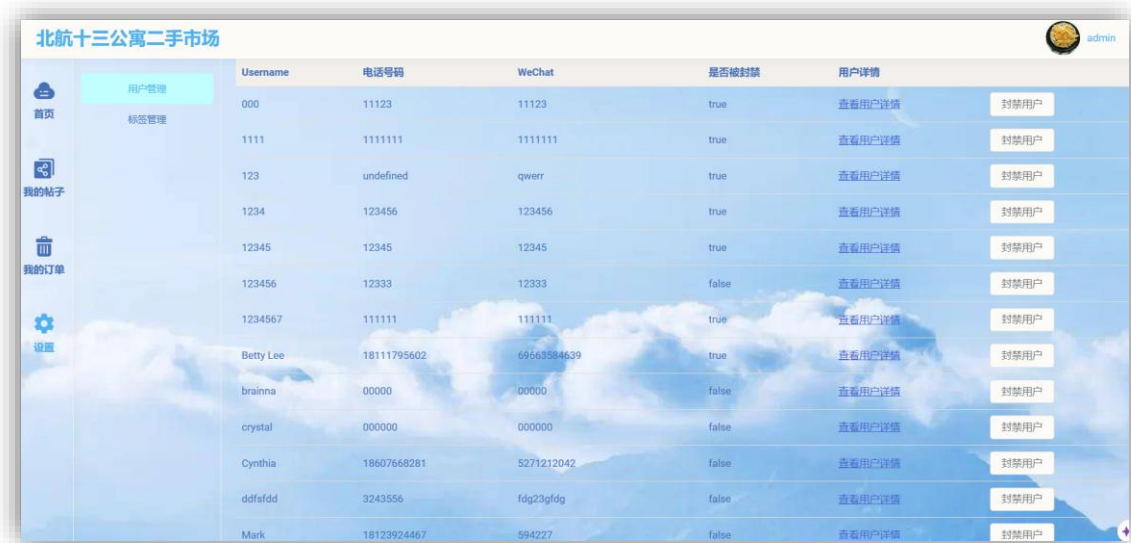 北航十三公寓二手市场 admin
首页
我的帖子
我的订单
设置
用户管理
标签管理
Username 电话号码 WeChat 是否被封禁 用户详情
000 11123 11123 true 查看用户详情 封禁用户
1111 1111111 1111111 true 查看用户详情 封禁用户
123 undefined qwerr true 查看用户详情 封禁用户
1234 123456 123456 true 查看用户详情 封禁用户
12345 12345 12345 true 查看用户详情 封禁用户
123456 12333 12333 false 查看用户详情 封禁用户
1234567 111111 111111 true 查看用户详情 封禁用户
Betty Lee 18111795602 69663584639 true 查看用户详情 封禁用户
brainna 00000 00000 false 查看用户详情 封禁用户
crystal 000000 000000 false 查看用户详情 封禁用户
Cynthia 18607668281 5271212042 false 查看用户详情 封禁用户
ddfsfdd 3243556 fdg23gfdg false 查看用户详情 封禁用户
Mark 18123924467 594227 false 查看用户详情 封禁用户